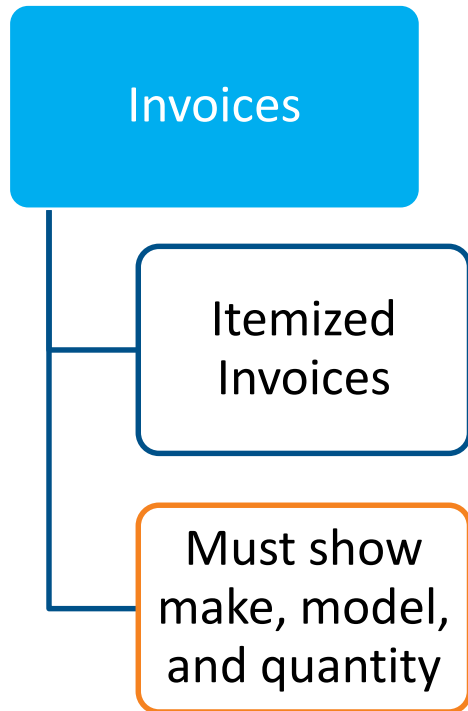 Invoices
Itemized
Invoices
Must show
make, model,
and quantity